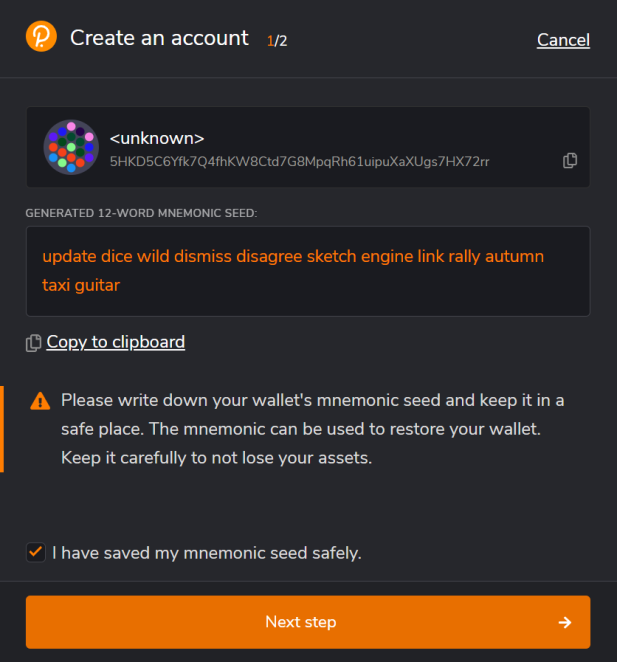 Create an account 1/2 Cancel
<unknown>
5HKD5C6Yfk7Q4fhKW8Ctd7G8MpqRh61uipuXaXUgs7HX72rr
GENERATED 12-WORD MNEMONIC SEED:
update dice wild dismiss disagree sketch engine link rally autumn
taxi guitar
Copy to clipboard
Please write down your wallet's mnemonic seed and keep it in a
safe place. The mnemonic can be used to restore your wallet.
Keep it carefully to not lose your assets.
I have saved my mnemonic seed safely.
Next step